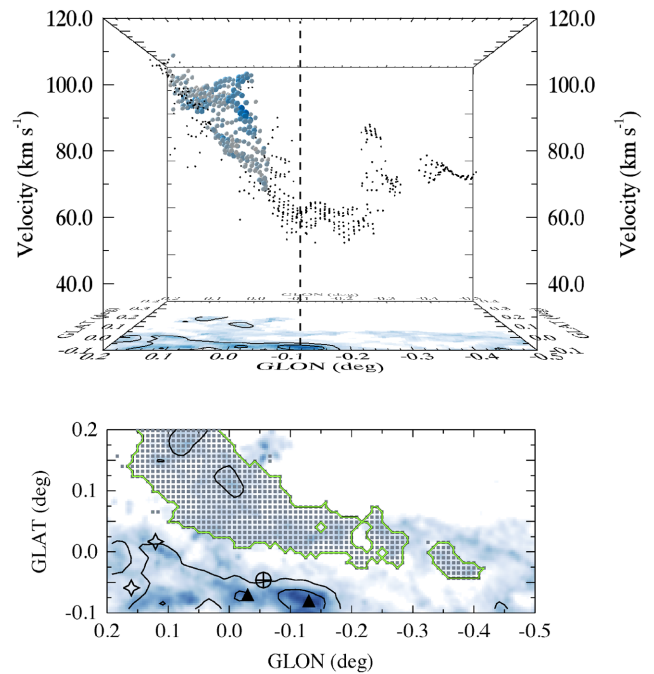 120.0 120.0
100.0 100.0
80.0 80.0
60.0 60.0
40.0 40.0
Velocity (km s⁻¹)
Velocity (km s⁻¹)
GLON (deg)
0.2 0.1 0.0 -0.1 -0.2 -0.3 -0.4 -0.5
GLON (deg)
0.2
0.1
0.0
-0.1
GLAT (deg)
0.2 0.1 0.0 -0.1 -0.2 -0.3 -0.4 -0.5
GLON (deg)